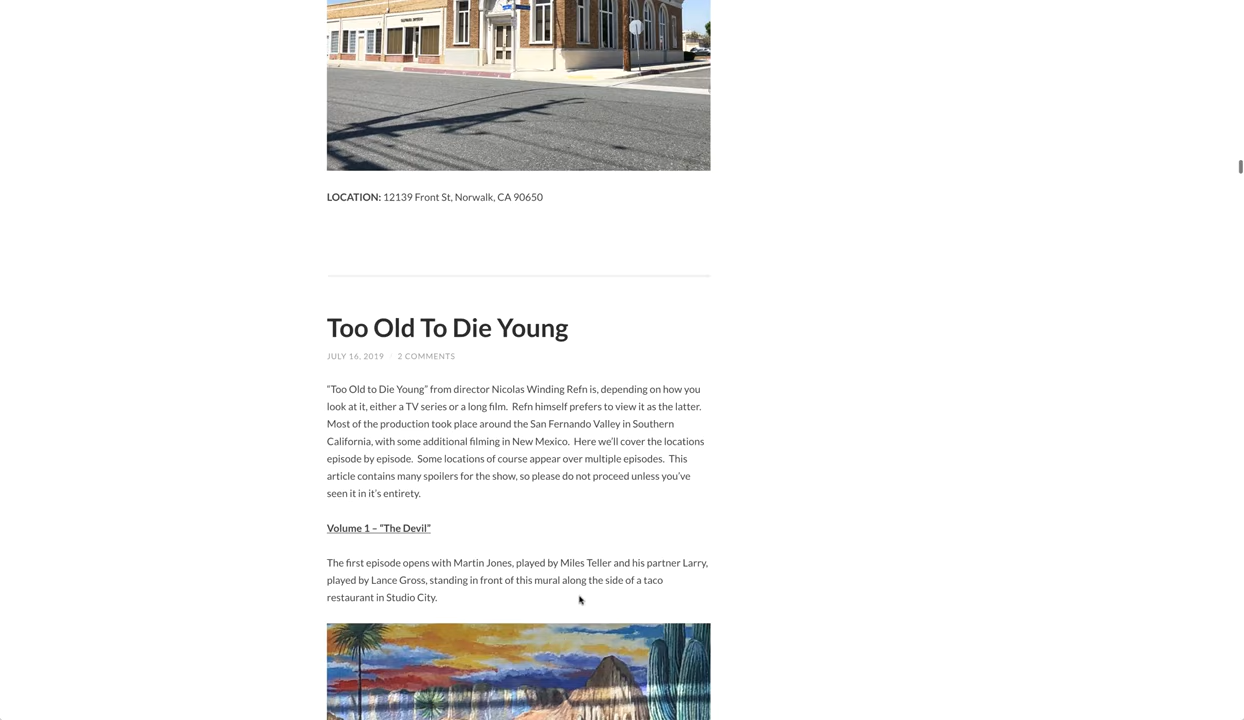 LOCATION: 12139 Front St, Norwalk, CA 90650
Too Old To Die Young
JULY 16, 2019 / 2 COMMENTS
“Too Old to Die Young” from director Nicolas Winding Refn is, depending on how you
look at it, either a TV series or a long film.  Refn himself prefers to view it as the latter.
Most of the production took place around the San Fernando Valley in Southern
California, with some additional filming in New Mexico.  Here we’ll cover the locations
episode by episode.  Some locations of course appear over multiple episodes.  This
article contains many spoilers for the show, so please do not proceed unless you’ve
seen it in it’s entirety.
Volume 1 – “The Devil”
The first episode opens with Martin Jones, played by Miles Teller and his partner Larry,
played by Lance Gross, standing in front of this mural along the side of a taco
restaurant in Studio City.